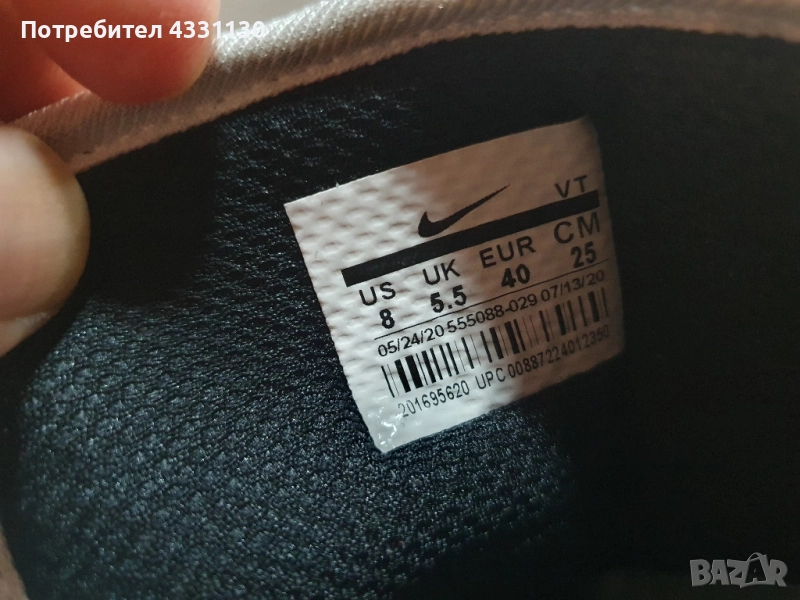 Потребител 4331130
VT
US UK EUR CM
8 5.5 40 25
05/24/20 555088-029 07/13/20
201695620 UPC 00887224012350
BAZAR